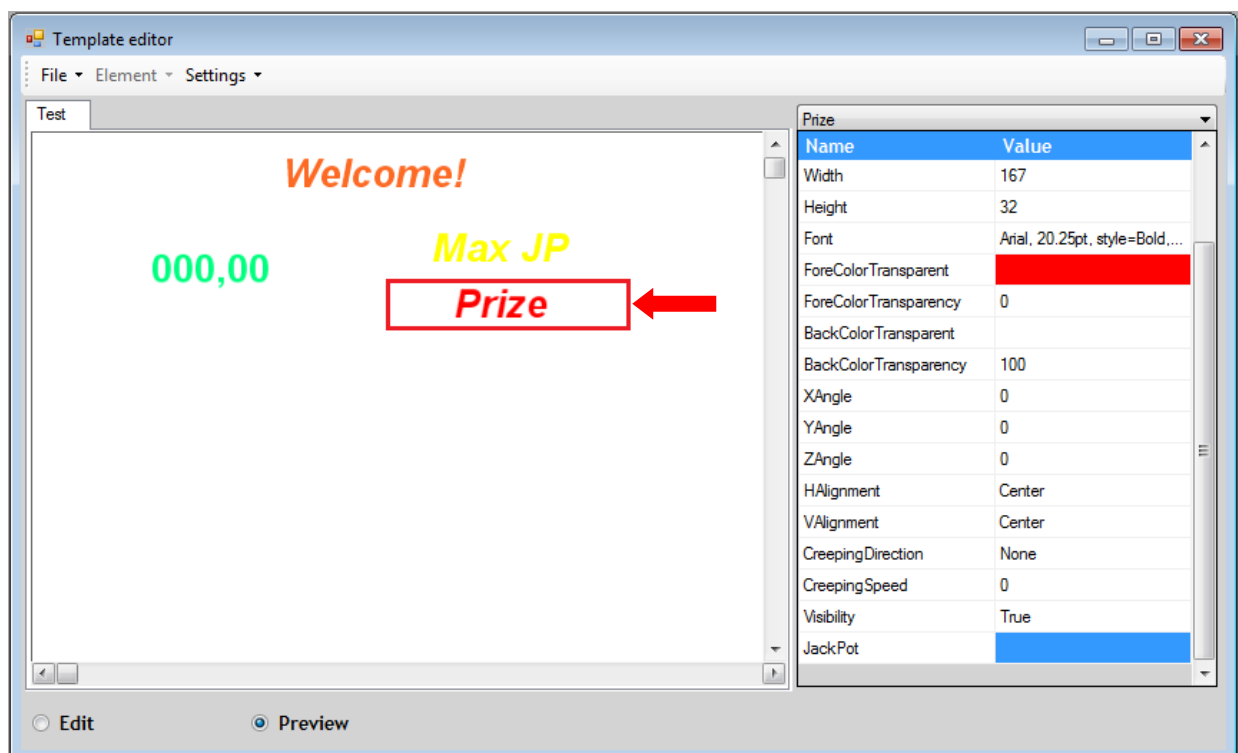 Template editor
File Element Settings
Test
Welcome!
000,00
Max JP
Prize
Prize
Name Value
Width 167
Height 32
Font Arial, 20.25pt, style=Bold,...
ForeColorTransparent
ForeColorTransparency 0
BackColorTransparent
BackColorTransparency 100
XAngle 0
YAngle 0
ZAngle 0
HAlignment Center
VAlignment Center
CreepingDirection None
CreepingSpeed 0
Visibility True
JackPot
Edit Preview